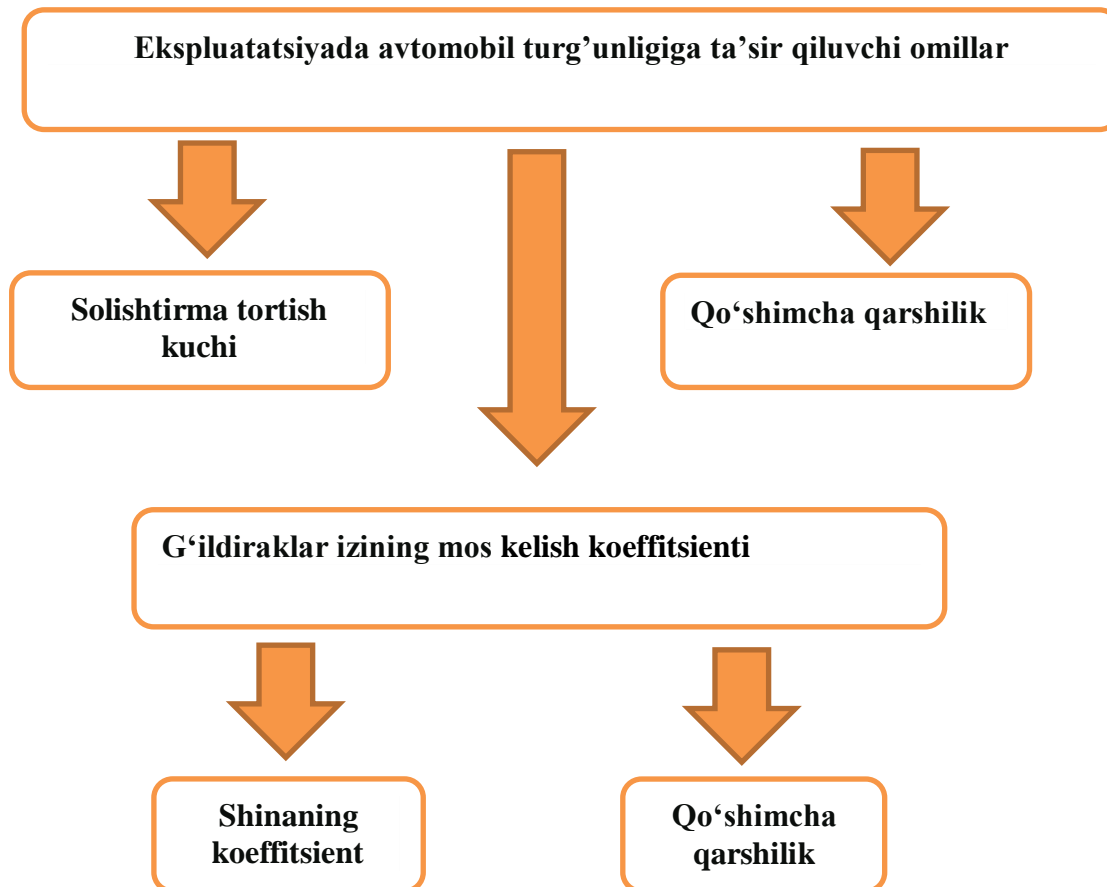 Ekspluatatsiyada avtomobil turg’unligiga ta’sir qiluvchi omillar
Solishtirma tortish
kuchi
Qo‘shimcha qarshilik
G‘ildiraklar izining mos kelish koeffitsienti
Shinaning
koeffitsient
Qo‘shimcha
qarshilik